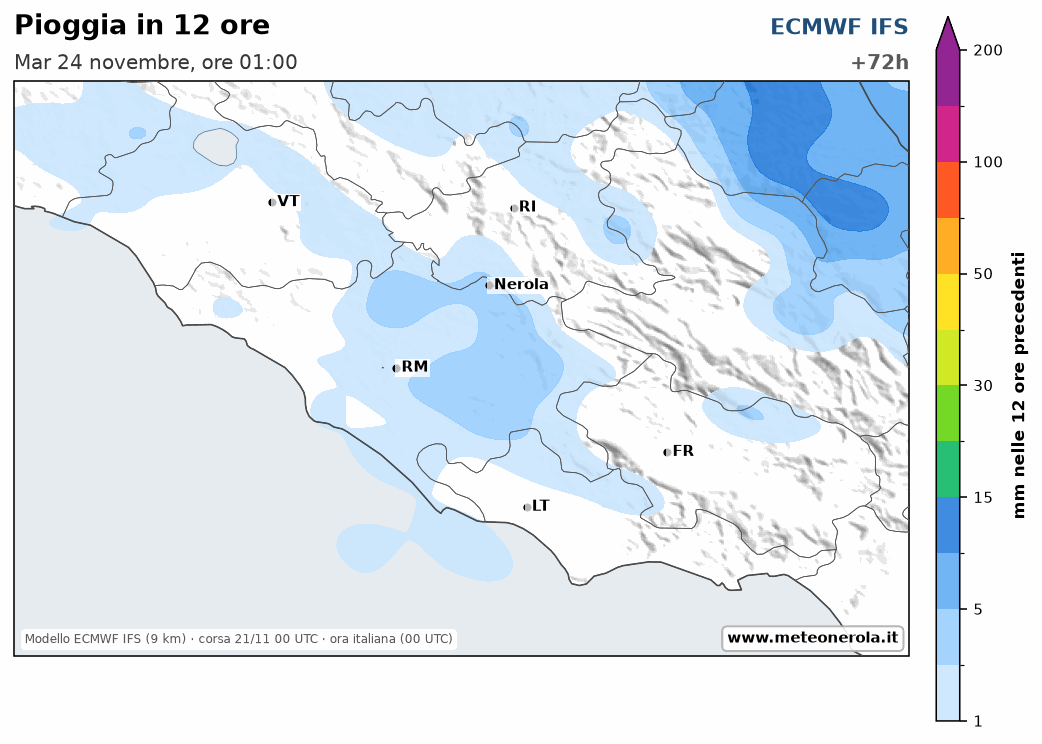 Pioggia in 12 ore
ECMWF IFS
Mar 24 novembre, ore 01:00
+72h
VT
RI
Nerola
RM
FR
LT
Modello ECMWF IFS (9 km) · corsa 21/11 00 UTC · ora italiana (00 UTC)
www.meteonerola.it
200
100
50
30
15
5
1
mm nelle 12 ore precedenti